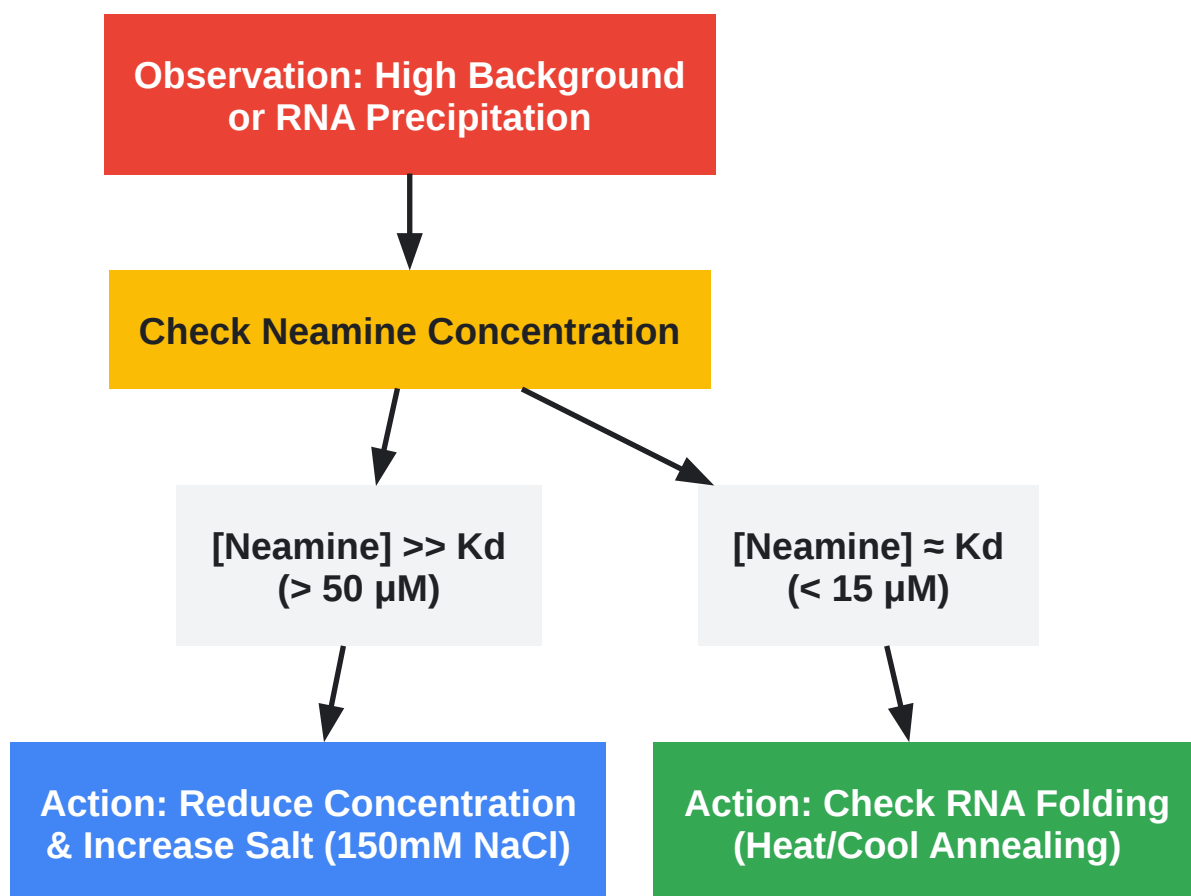 Observation: High Background
or RNA Precipitation
Check Neamine Concentration
[Neamine] >> Kd
(> 50 μM)
[Neamine] ≈ Kd
(< 15 μM)
Action: Reduce Concentration
& Increase Salt (150mM NaCl)
Action: Check RNA Folding
(Heat/Cool Annealing)